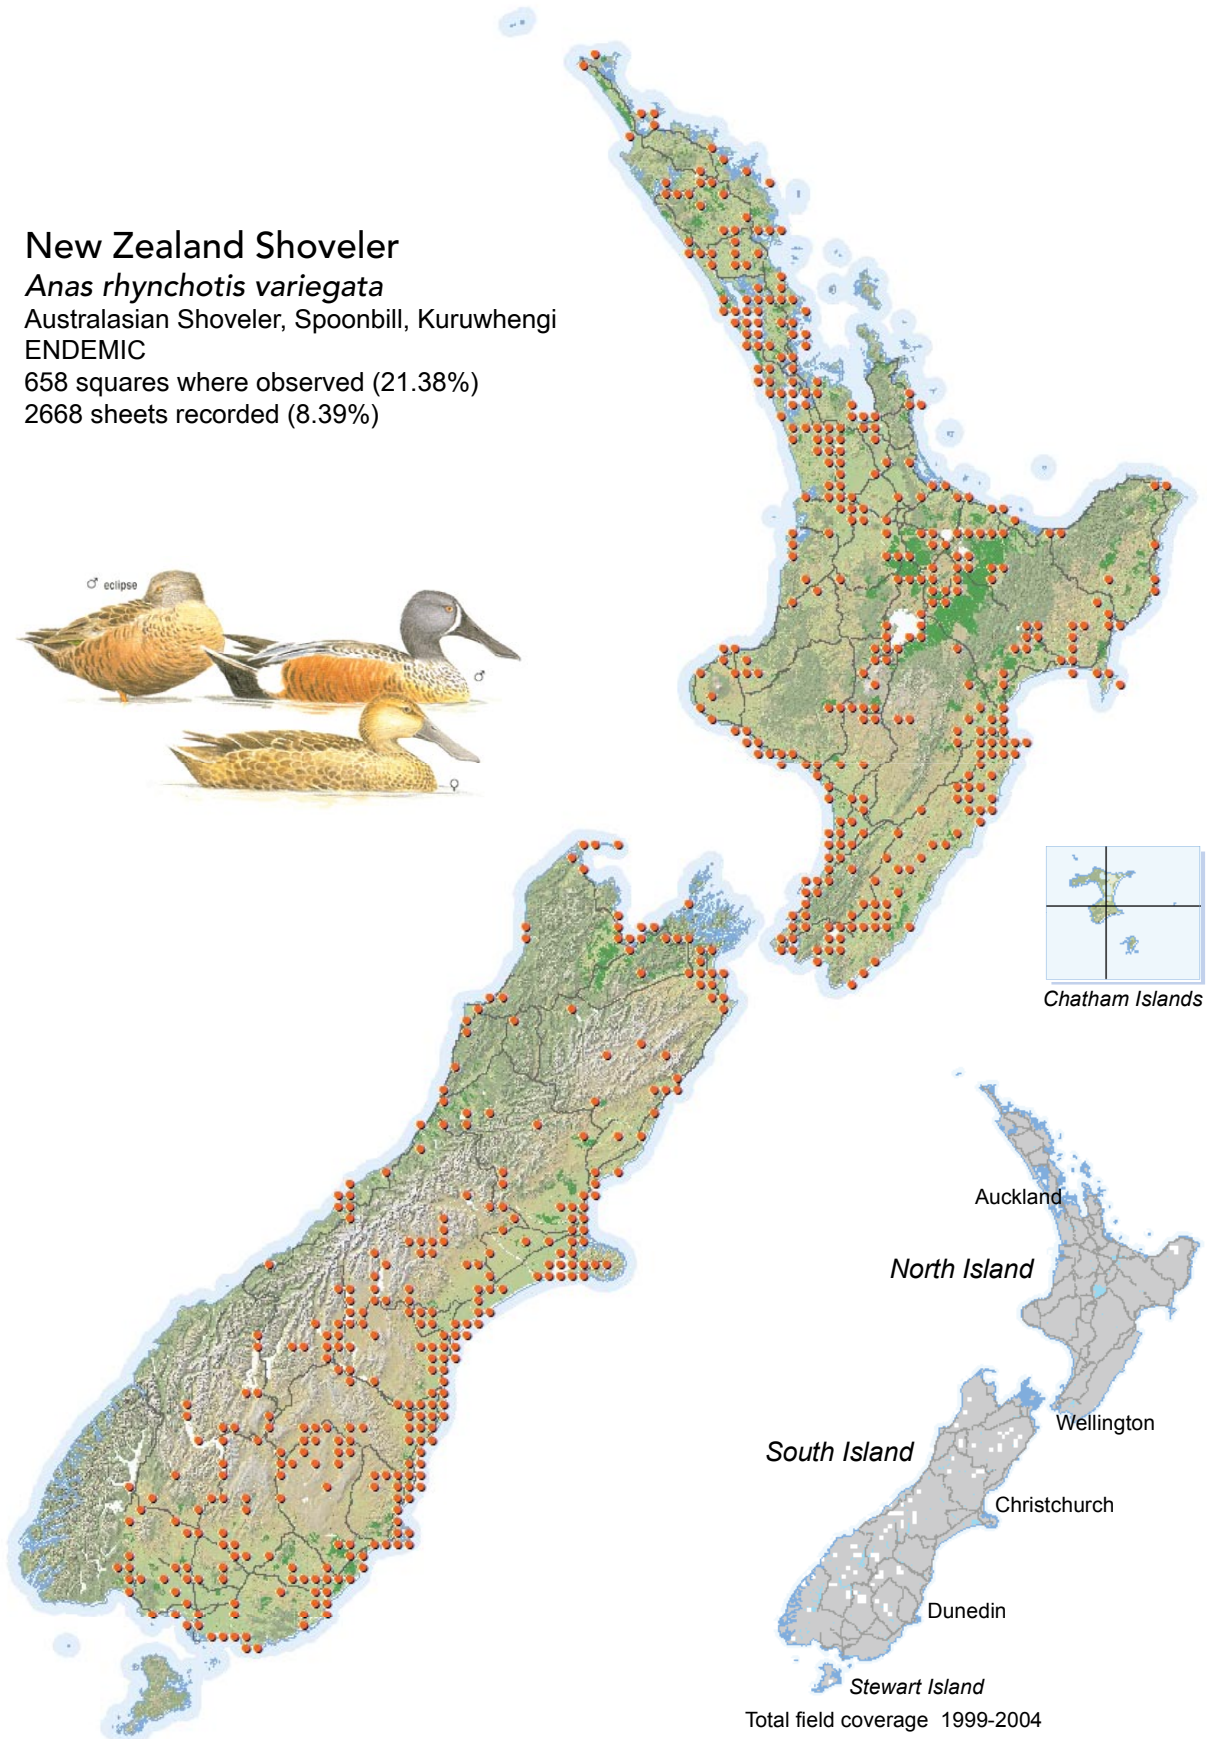 New Zealand Shoveler
Anas rhynchotis variegata
Australasian Shoveler, Spoonbill, Kuruwhengi
ENDEMIC
658 squares where observed (21.38%)
2668 sheets recorded (8.39%)
♂ eclipse
♂
♀
Chatham Islands
Auckland
North Island
Wellington
South Island
Christchurch
Dunedin
Stewart Island
Total field coverage 1999-2004